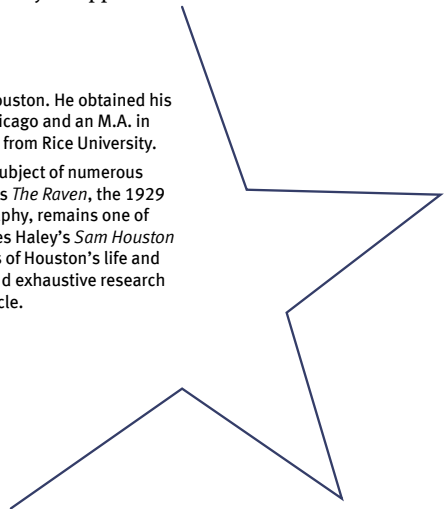 ouston. He obtained his
icago and an M.A. in
from Rice University.
ubject of numerous
s The Raven, the 1929
phy, remains one of
es Haley's Sam Houston
s of Houston's life and
d exhaustive research
cle.